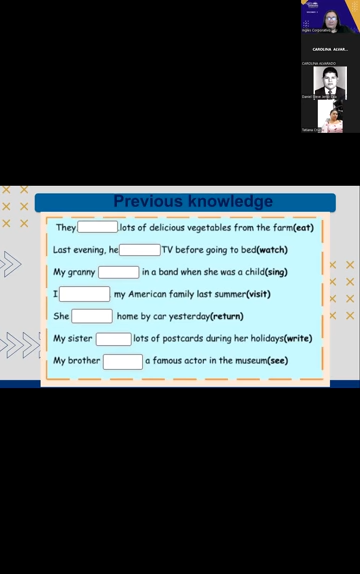 CAROLINA ALVAR...
CAROLINA ALVARADO
Previous knowledge
They lots of delicious vegetables from the farm(eat)
Last evening, he TV before going to bed(watch)
My granny in a band when she was a child(sing)
I my American family last summer(visit)
She home by car yesterday(return)
My sister lots of postcards during her holidays(write)
My brother a famous actor in the museum(see)